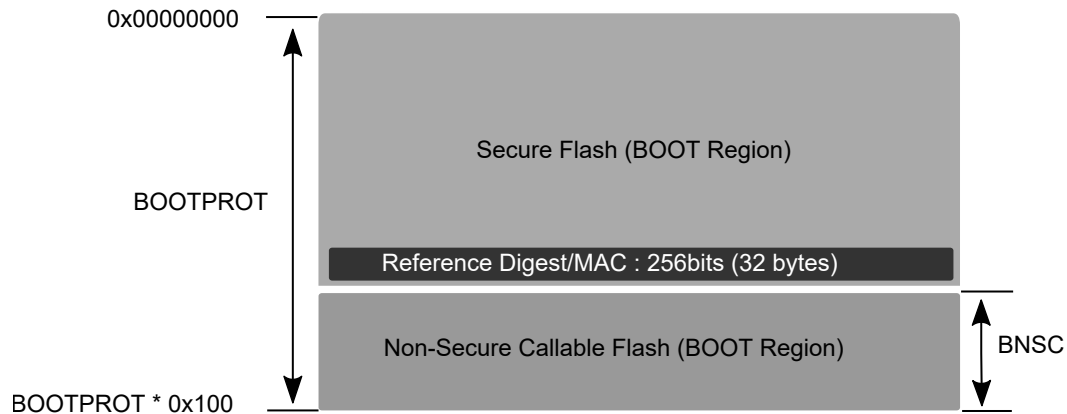 0x00000000
Secure Flash (BOOT Region)
BOOTPROT
Reference Digest/MAC : 256bits (32 bytes)
Non-Secure Callable Flash (BOOT Region)
BNSC
BOOTPROT * 0x100